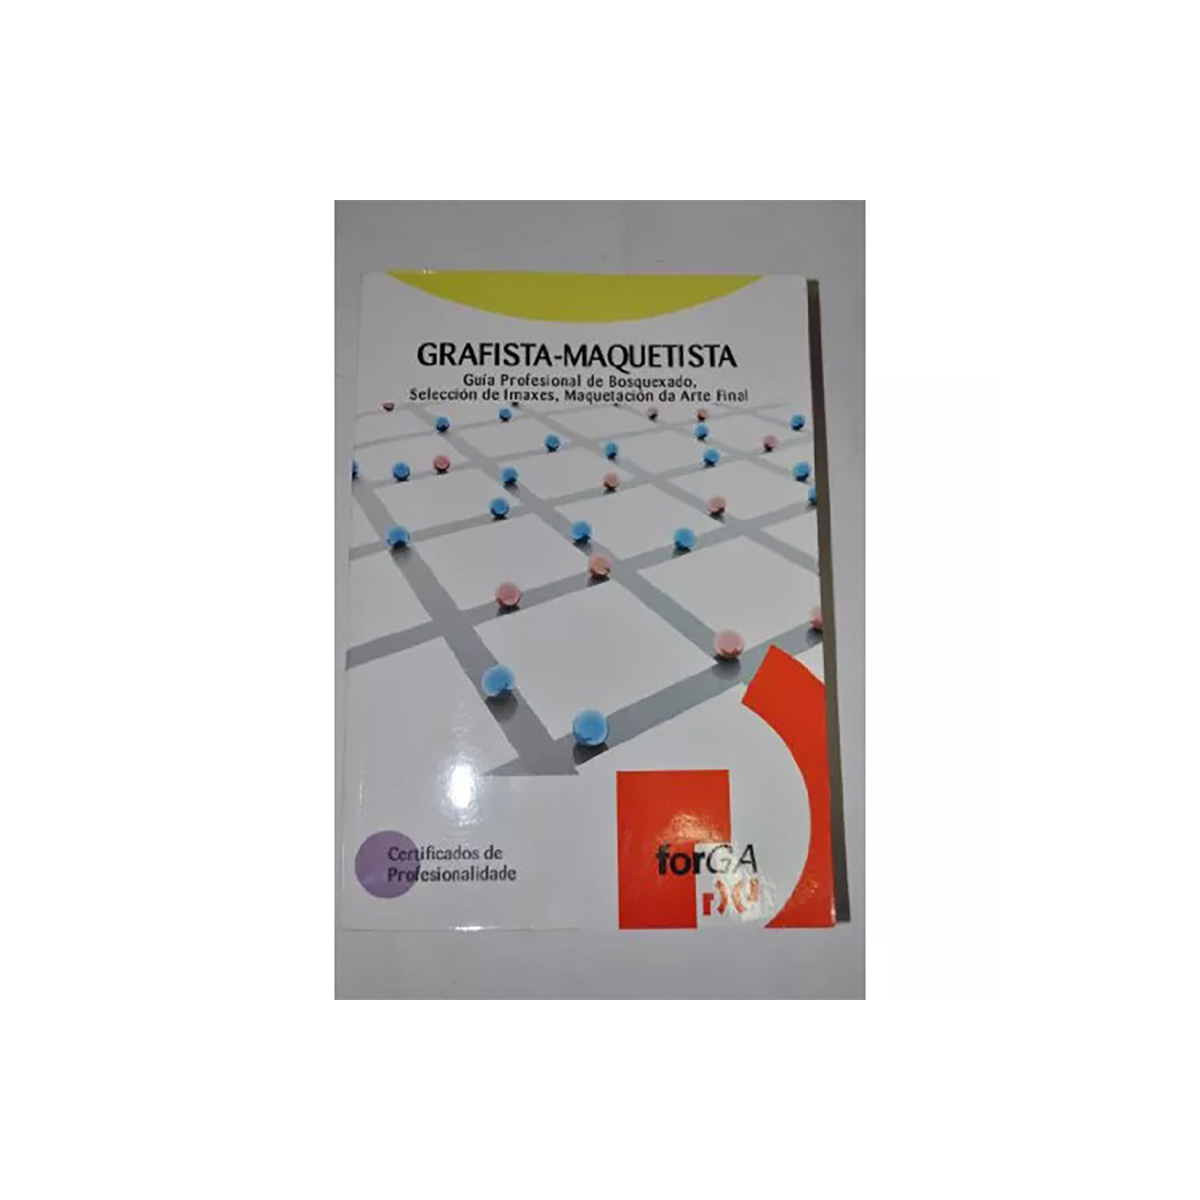 GRAFISTA-MAQUETISTA
Guía Profesional de Bosquexado,
Selección de Imaxes, Maquetación da Arte Final
Certificados de
Profesionalidade
forGA